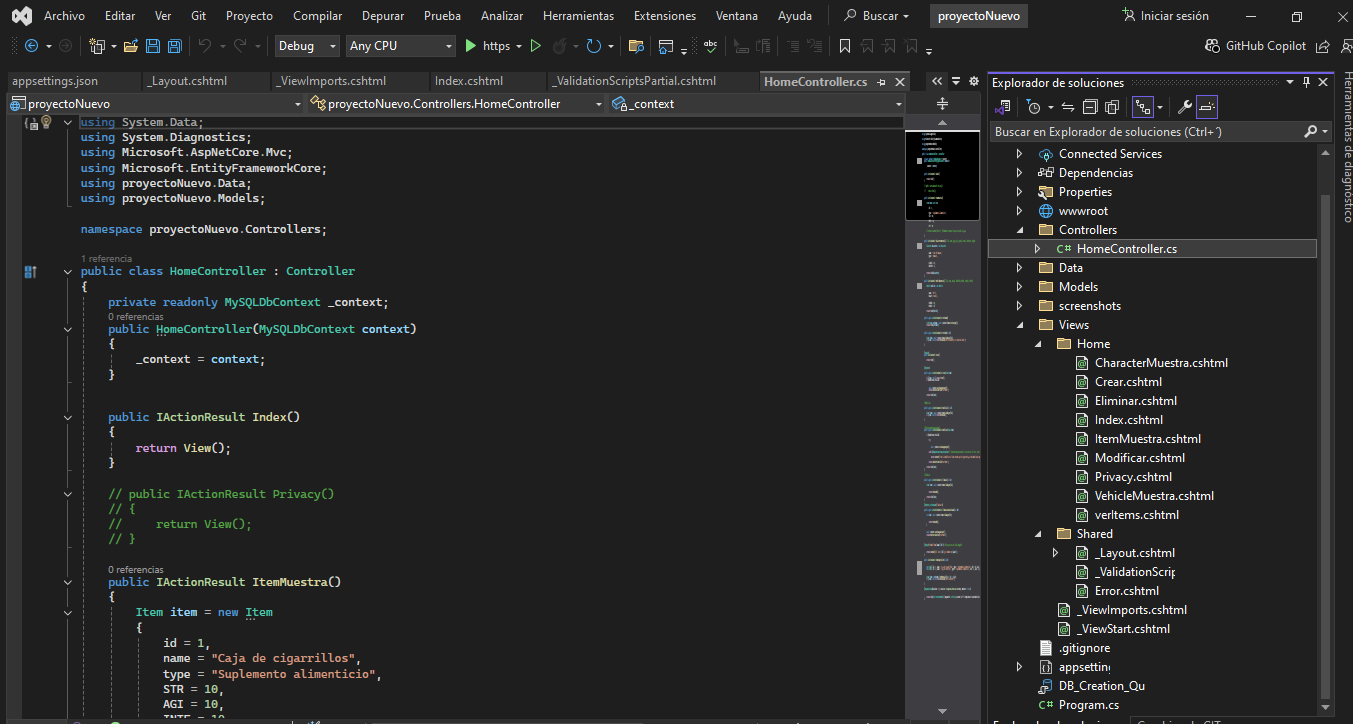 Archivo Editar Ver Git Proyecto Compilar Depurar Prueba Analizar Herramientas Extensiones Ventana Ayuda Buscar proyectoNuevo Iniciar sesión
Debug Any CPU https GitHub Copilot
appsettings.json _Layout.cshtml _ViewImports.cshtml Index.cshtml _ValidationScriptsPartial.cshtml HomeController.cs
proyectoNuevo proyectoNuevo.Controllers.HomeController _context
using System.Data;
using System.Diagnostics;
using Microsoft.AspNetCore.Mvc;
using Microsoft.EntityFrameworkCore;
using proyectoNuevo.Data;
using proyectoNuevo.Models;
namespace proyectoNuevo.Controllers;
1 referencia
public class HomeController : Controller
{
private readonly MySQLDbContext _context;
0 referencias
public HomeController(MySQLDbContext context)
{
_context = context;
}
public IActionResult Index()
{
return View();
}
// public IActionResult Privacy()
// {
//     return View();
// }
0 referencias
public IActionResult ItemMuestra()
{
Item item = new Item
{
id = 1,
name = "Caja de cigarrillos",
type = "Suplemento alimenticio",
STR = 10,
AGI = 10,
INTE = 10
Explorador de soluciones
Buscar en Explorador de soluciones (Ctrl+´)
Connected Services
Dependencias
Properties
wwwroot
Controllers
C# HomeController.cs
Data
Models
screenshots
Views
Home
CharacterMuestra.cshtml
Crear.cshtml
Eliminar.cshtml
Index.cshtml
ItemMuestra.cshtml
Modificar.cshtml
Privacy.cshtml
VehicleMuestra.cshtml
verItems.cshtml
Shared
_Layout.cshtml
_ValidationScrip
Error.cshtml
_ViewImports.cshtml
_ViewStart.cshtml
.gitignore
appsetting
DB_Creation_Qu
C# Program.cs
Herramientas de diagnóstico